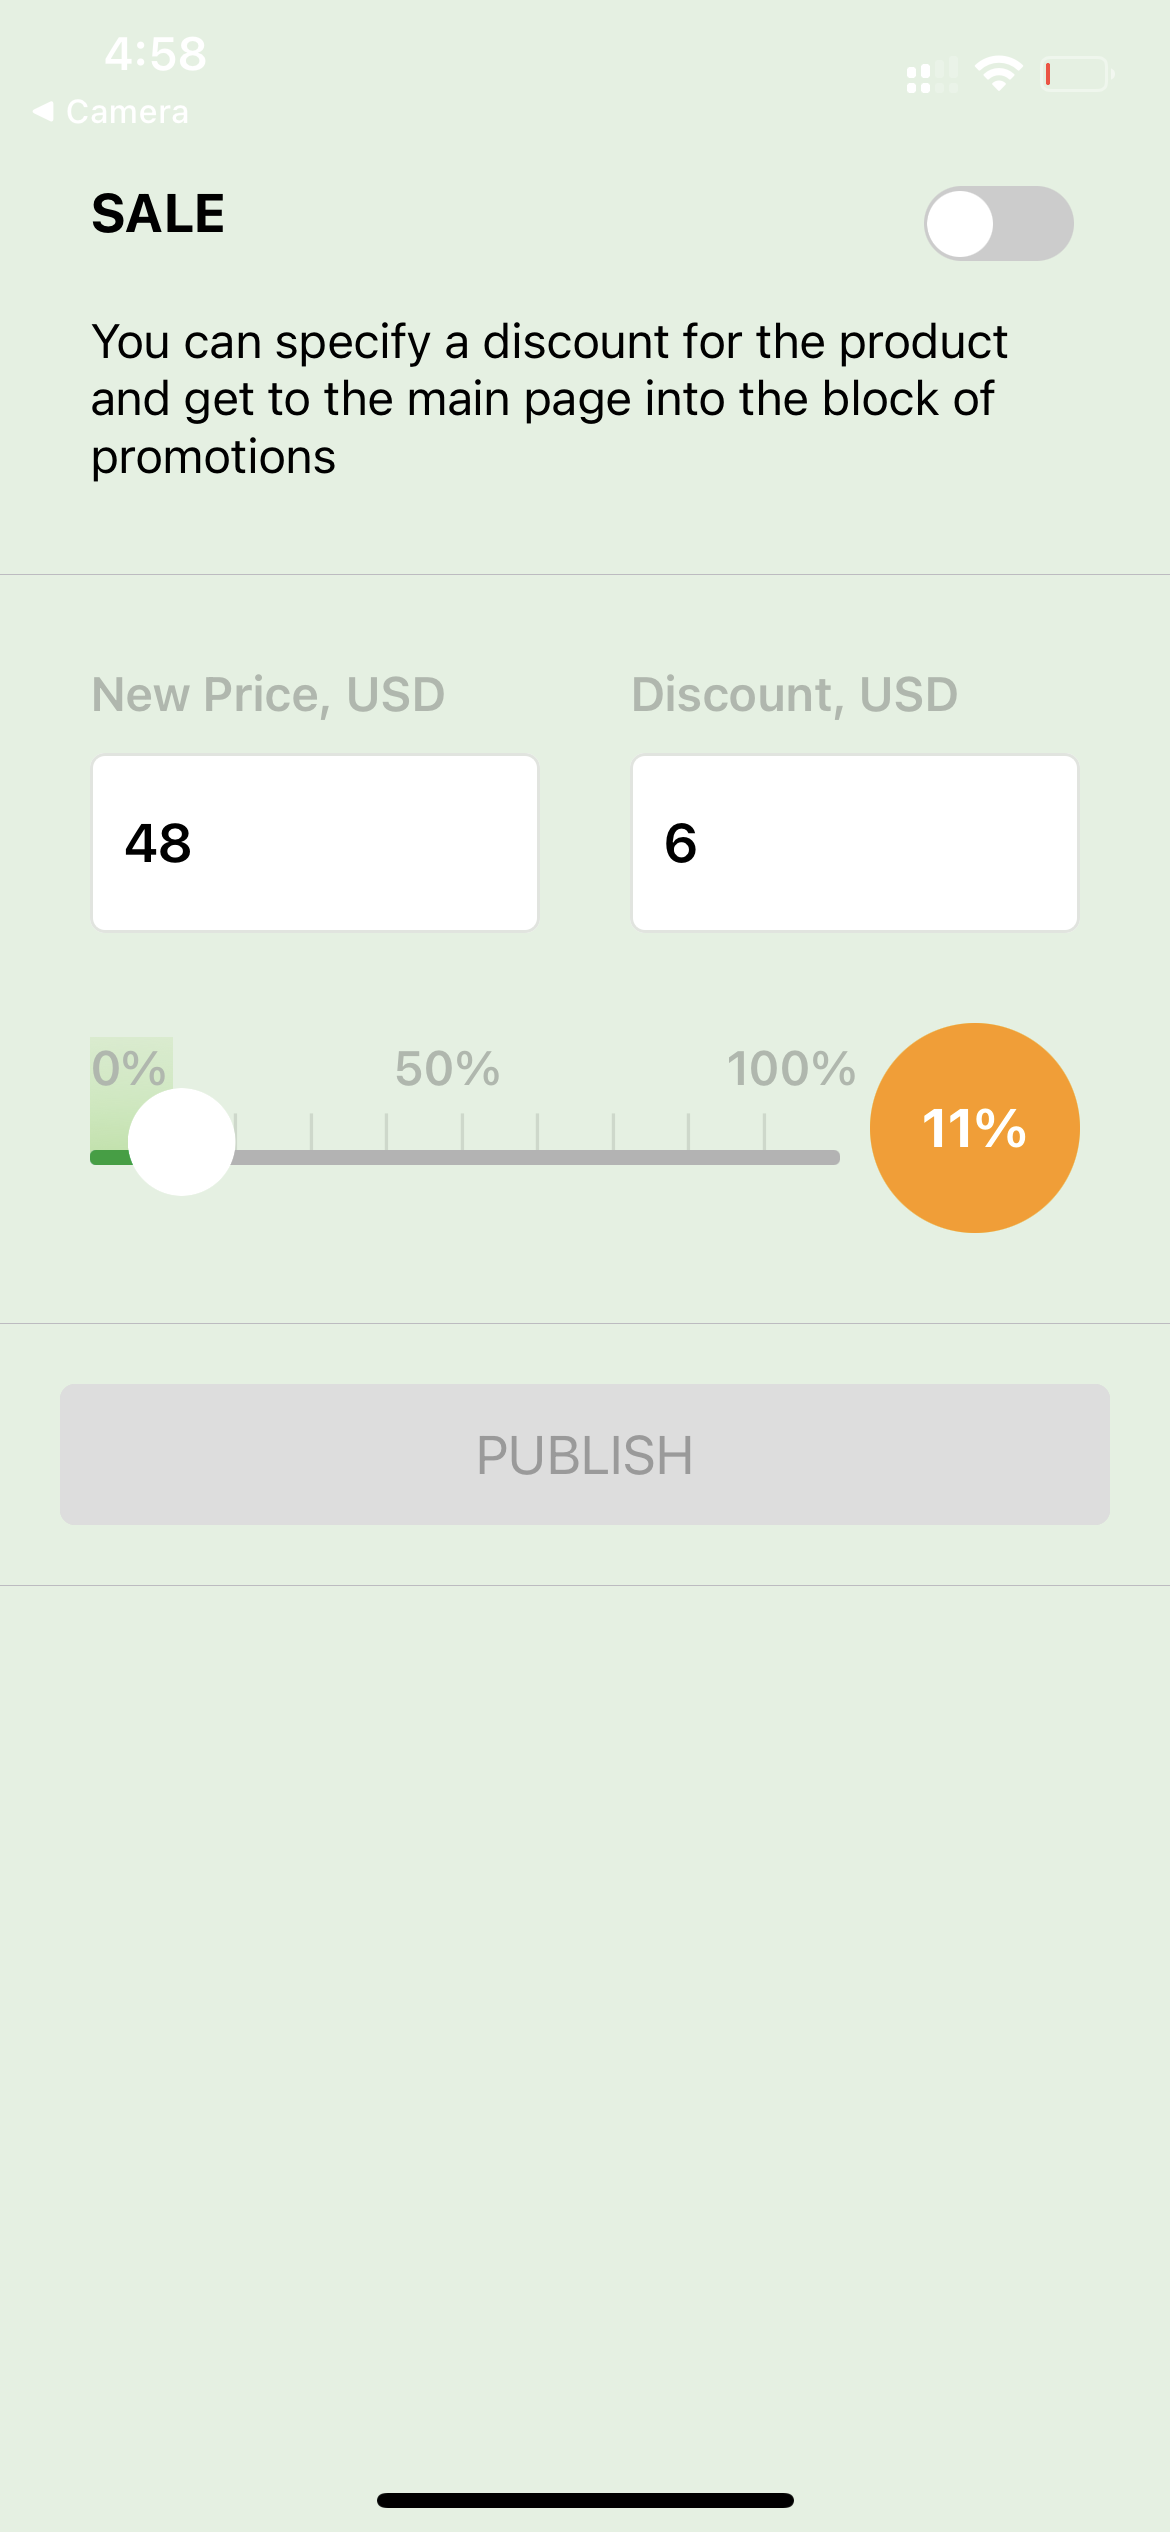 4:58
Camera
SALE
You can specify a discount for the product
and get to the main page into the block of
promotions
New Price, USD
Discount, USD
48
6
0%
50%
100%
11%
PUBLISH